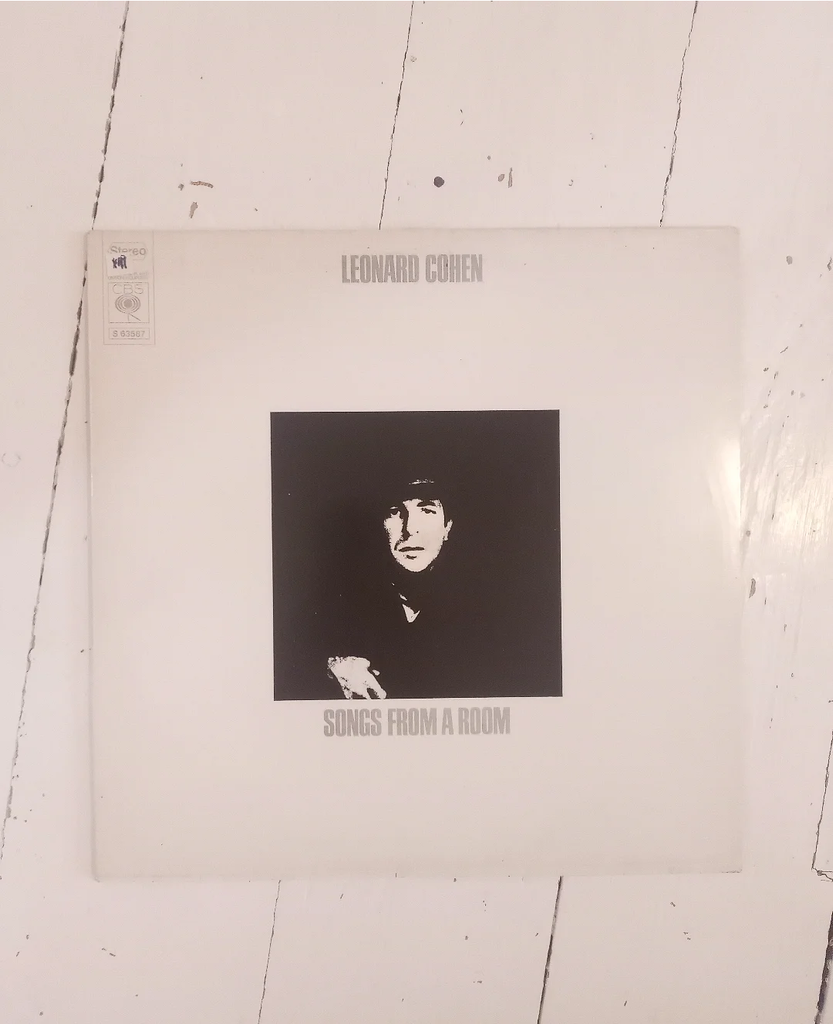 Stereo
CBS
S 63587
LEONARD COHEN
SONGS FROM A ROOM